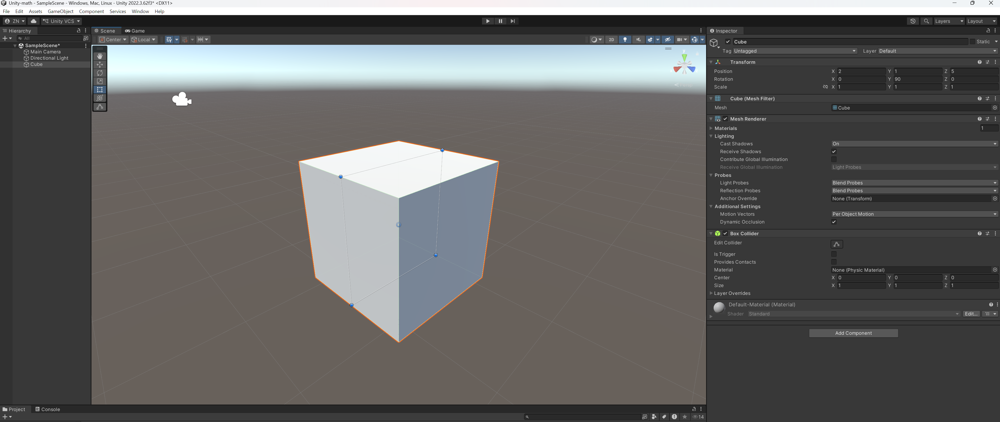 Unity-math - SampleScene - Windows, Mac, Linux - Unity 2022.3.62f3* <DX11>
File Edit Assets GameObject Component Services Window Help
ZN Unity VCS Layers Layout
Hierarchy
All
SampleScene*
Main Camera
Directional Light
Cube
Scene Game
Center Local 2D
y
x z
Persp
Inspector
Cube Static
Tag Untagged Layer Default
Transform
Position X 2 Y 1 Z 5
Rotation X 0 Y 90 Z 0
Scale X 1 Y 1 Z 1
Cube (Mesh Filter)
Mesh Cube
Mesh Renderer
Materials 1
Lighting
Cast Shadows On
Receive Shadows
Contribute Global Illumination
Receive Global Illumination Light Probes
Probes
Light Probes Blend Probes
Reflection Probes Blend Probes
Anchor Override None (Transform)
Additional Settings
Motion Vectors Per Object Motion
Dynamic Occlusion
Box Collider
Edit Collider
Is Trigger
Provides Contacts
Material None (Physic Material)
Center X 0 Y 0 Z 0
Size X 1 Y 1 Z 1
Layer Overrides
Default-Material (Material)
Shader Standard Edit...
Add Component
Project Console
14